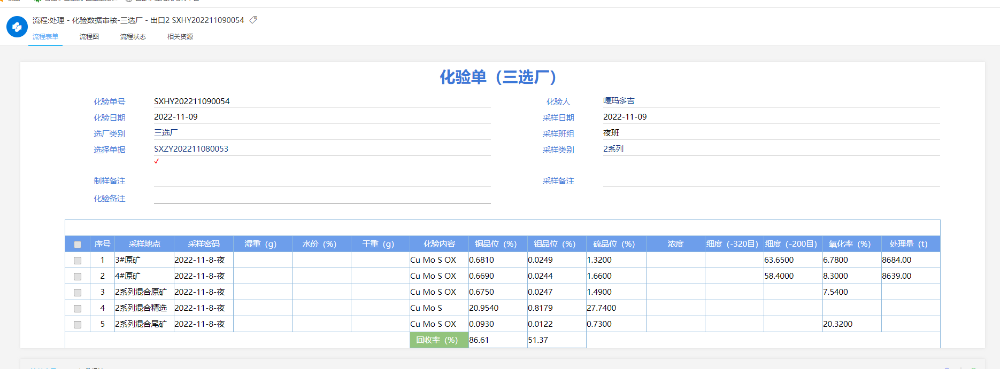 流程:处理 - 化验数据审核-三选厂 - 出口2 SXHY202211090054
流程表单 流程图 流程状态 相关资源
化验单（三选厂）
化验单号 SXHY202211090054 化验人 嘎玛多吉
化验日期 2022-11-09 采样日期 2022-11-09
选厂类别 三选厂 采样班组 夜班
选择单据 SXZY202211080053 采样类别 2系列
✓
制样备注 采样备注
化验备注
序号 采样地点 采样密码 湿重（g） 水份（%） 干重（g） 化验内容 铜品位（%） 钼品位（%） 硫品位（%） 浓度 细度（-320目） 细度（-200目） 氧化率（%） 处理量（t）
1 3#原矿 2022-11-8-夜 Cu Mo S OX 0.6810 0.0249 1.3200 63.6500 6.7800 8684.00
2 4#原矿 2022-11-8-夜 Cu Mo S OX 0.6690 0.0244 1.6600 58.4000 8.3000 8639.00
3 2系列混合原矿 2022-11-8-夜 Cu Mo S OX 0.6750 0.0247 1.4900 7.5400
4 2系列混合精选 2022-11-8-夜 Cu Mo S 20.9540 0.8179 27.7400
5 2系列混合尾矿 2022-11-8-夜 Cu Mo S OX 0.0930 0.0122 0.7300 20.3200
回收率（%） 86.61 51.37